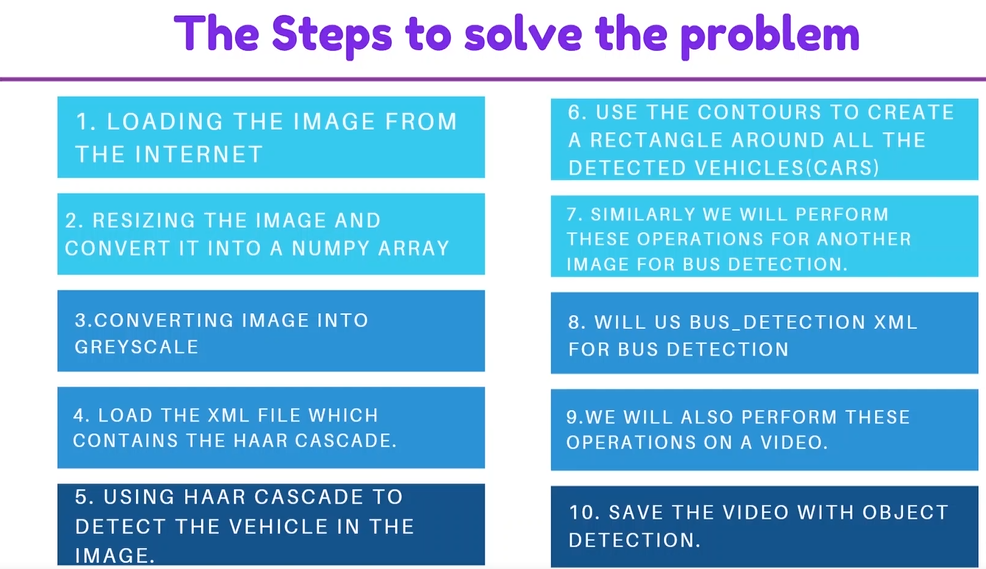 The Steps to solve the problem
1. LOADING THE IMAGE FROM
THE INTERNET
2. RESIZING THE IMAGE AND
CONVERT IT INTO A NUMPY ARRAY
3.CONVERTING IMAGE INTO
GREYSCALE
4. LOAD THE XML FILE WHICH
CONTAINS THE HAAR CASCADE.
5. USING HAAR CASCADE TO
DETECT THE VEHICLE IN THE
IMAGE.
6. USE THE CONTOURS TO CREATE
A RECTANGLE AROUND ALL THE
DETECTED VEHICLES(CARS)
7. SIMILARLY WE WILL PERFORM
THESE OPERATIONS FOR ANOTHER
IMAGE FOR BUS DETECTION.
8. WILL US BUS_DETECTION XML
FOR BUS DETECTION
9.WE WILL ALSO PERFORM THESE
OPERATIONS ON A VIDEO.
10. SAVE THE VIDEO WITH OBJECT
DETECTION.